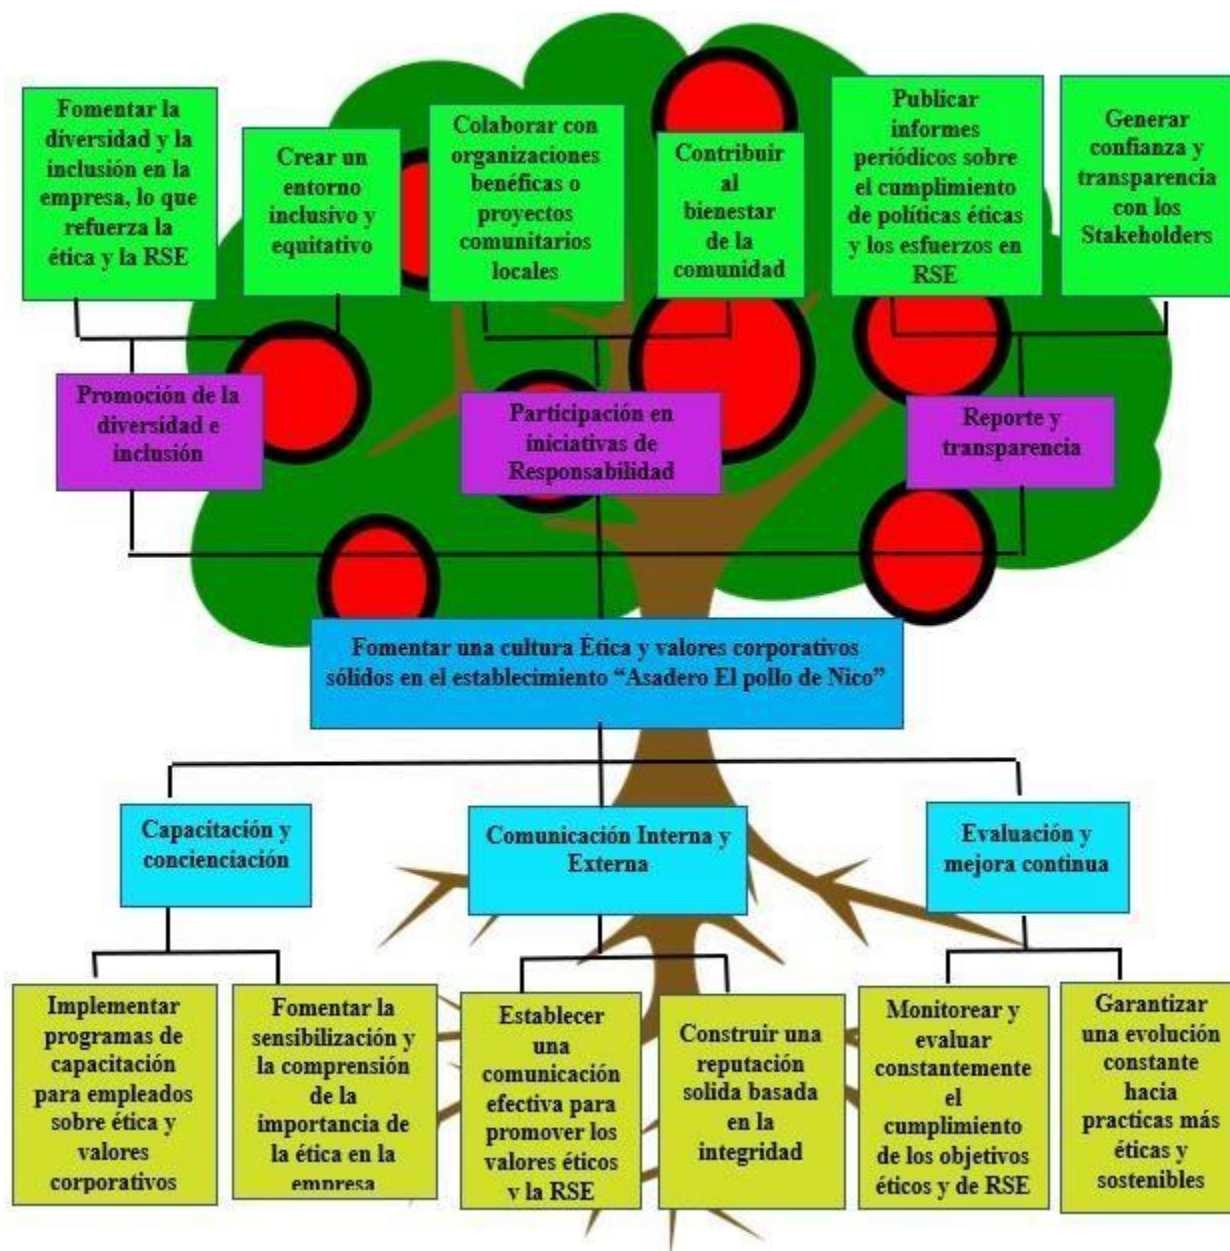 Fomentar la
diversidad y la
inclusión en la
empresa, lo que
refuerza la
ética y la RSE
Crear un
entorno
inclusivo y
equitativo
Colaborar con
organizaciones
benéficas o
proyectos
comunitarios
locales
Contribuir
al
bienestar
de la
comunidad
Publicar
informes
periódicos sobre
el cumplimiento
de políticas éticas
y los esfuerzos en
RSE
Generar
confianza y
transparencia
con los
Stakeholders
Promoción de la
diversidad e
inclusión
Participación en
iniciativas de
Responsabilidad
Reporte y
transparencia
Fomentar una cultura Ética y valores corporativos
sólidos en el establecimiento “Asadero El pollo de Nico”
Capacitación y
concienciación
Comunicación Interna y
Externa
Evaluación y
mejora continua
Implementar
programas de
capacitación
para empleados
sobre ética y
valores
corporativos
Fomentar la
sensibilización y
la comprensión
de la
importancia de
la ética en la
empresa
Establecer
una
comunicación
efectiva para
promover los
valores éticos
y la RSE
Construir una
reputación
solida basada
en la
integridad
Monitorear y
evaluar
constantemente
el
cumplimiento
de los objetivos
éticos y de RSE
Garantizar
una evolución
constante
hacia
practicas más
éticas y
sostenibles